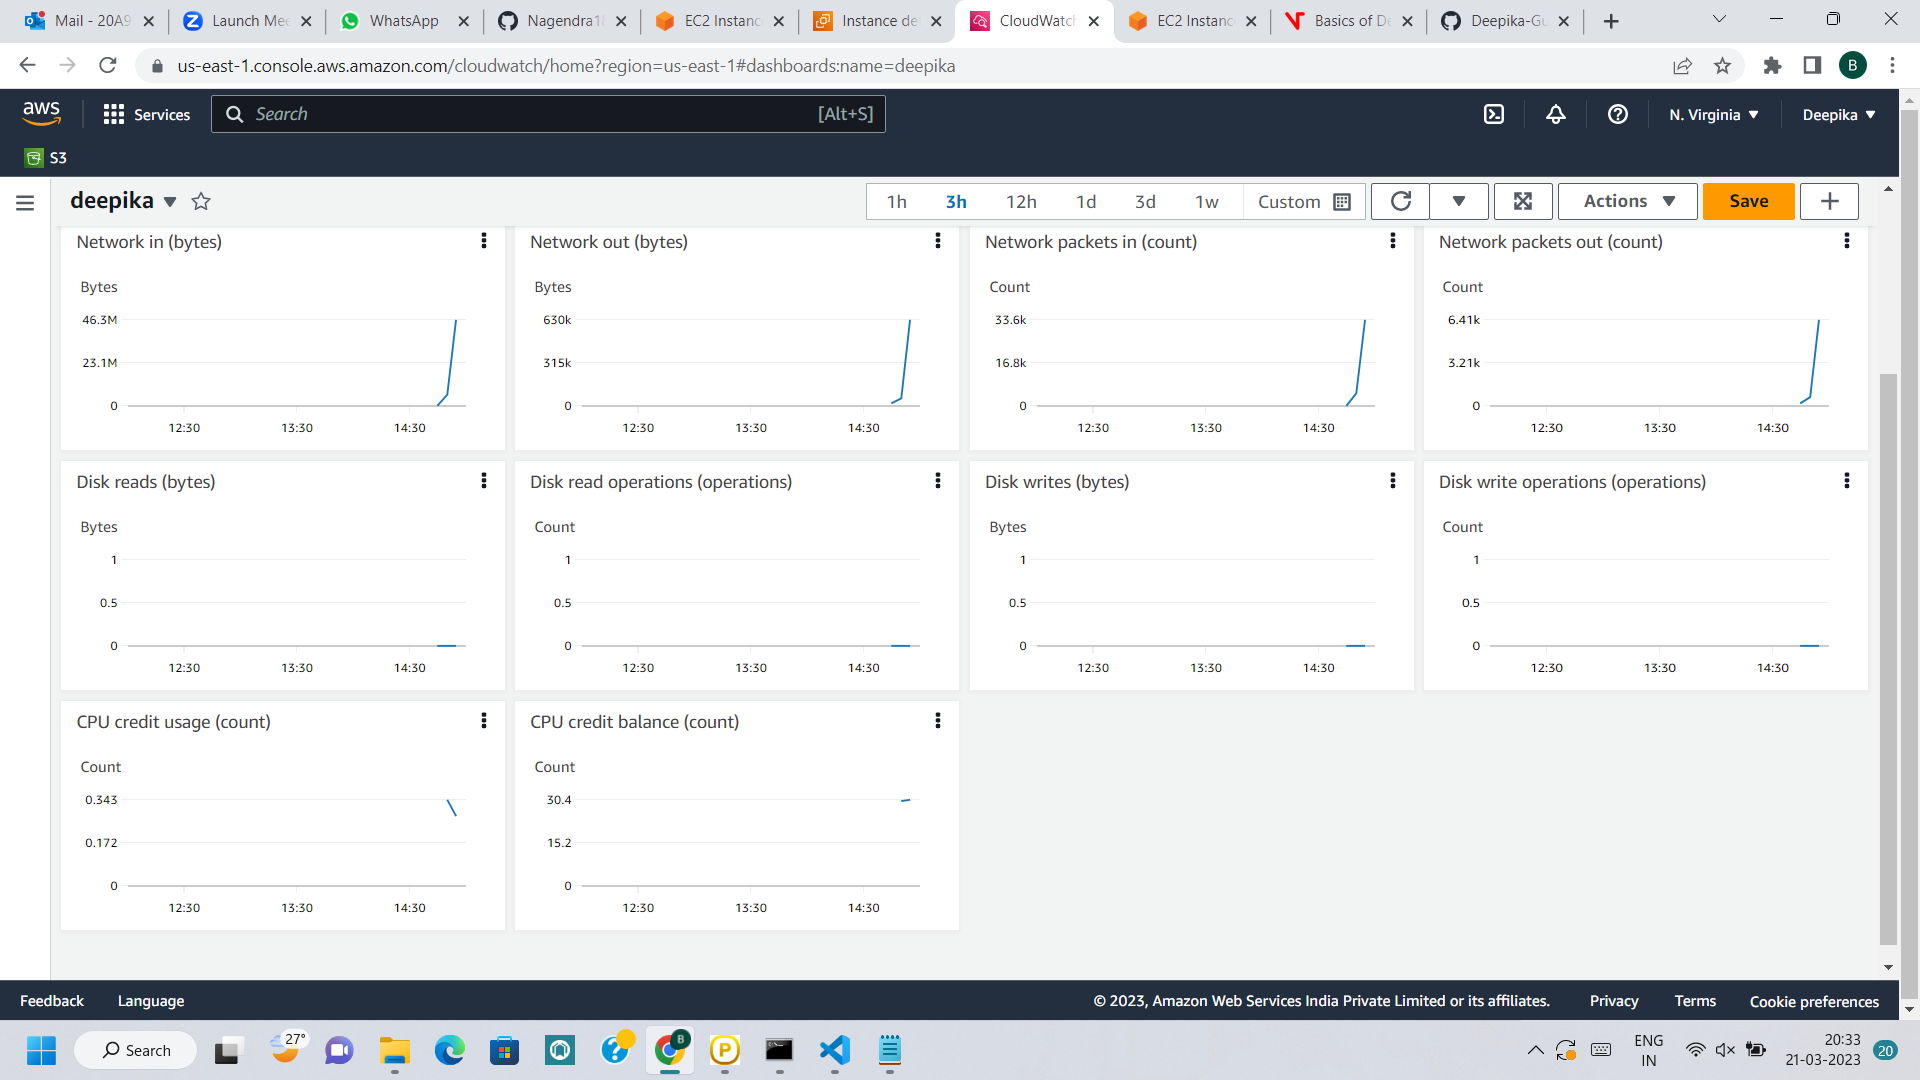 Mail - 20A9
Launch Mee
WhatsApp
Nagendra18
EC2 Instanc
Instance de
CloudWatch
EC2 Instanc
Basics of De
Deepika-Gu
us-east-1.console.aws.amazon.com/cloudwatch/home?region=us-east-1#dashboards:name=deepika
B
aws
Services
Search
[Alt+S]
N. Virginia
Deepika
S3
deepika
1h 3h 12h 1d 3d 1w Custom
Actions
Save
Network in (bytes)
Bytes
46.3M
23.1M
0
12:30 13:30 14:30
Network out (bytes)
Bytes
630k
315k
0
12:30 13:30 14:30
Network packets in (count)
Count
33.6k
16.8k
0
12:30 13:30 14:30
Network packets out (count)
Count
6.41k
3.21k
0
12:30 13:30 14:30
Disk reads (bytes)
Bytes
1
0.5
0
12:30 13:30 14:30
Disk read operations (operations)
Count
1
0.5
0
12:30 13:30 14:30
Disk writes (bytes)
Bytes
1
0.5
0
12:30 13:30 14:30
Disk write operations (operations)
Count
1
0.5
0
12:30 13:30 14:30
CPU credit usage (count)
Count
0.343
0.172
0
12:30 13:30 14:30
CPU credit balance (count)
Count
30.4
15.2
0
12:30 13:30 14:30
Feedback
Language
© 2023, Amazon Web Services India Private Limited or its affiliates.
Privacy
Terms
Cookie preferences
Search
27°
B
ENG
IN
20:33
21-03-2023
20